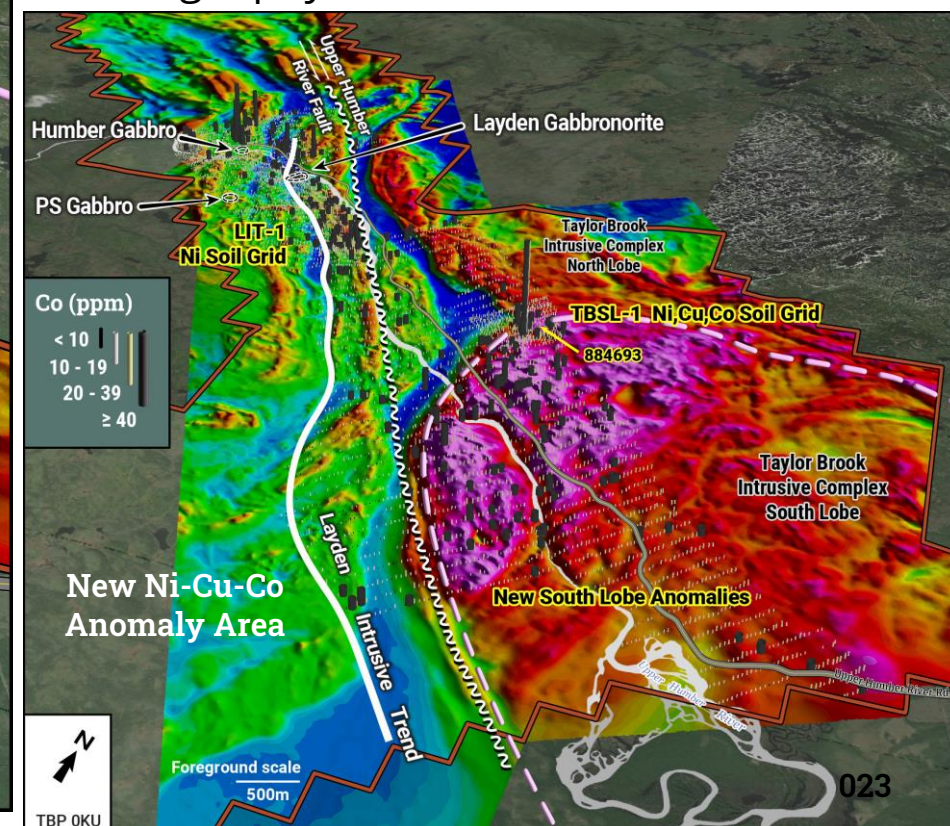 Upper Humber
River Fault
Humber Gabbro
Layden Gabbronorite
PS Gabbro
LIT-1
Ni Soil Grid
Taylor Brook
Intrusive Complex
North Lobe
TBSL-1 Ni,Cu,Co Soil Grid
884693
Co (ppm)
< 10
10 - 19
20 - 39
≥ 40
Taylor Brook
Intrusive Complex
South Lobe
Layden Intrusive Trend
New Ni-Cu-Co
Anomaly Area
New South Lobe Anomalies
Upper Humber River
Upper Humber River Rd
N
Foreground scale
500m
023
TBP 0KU